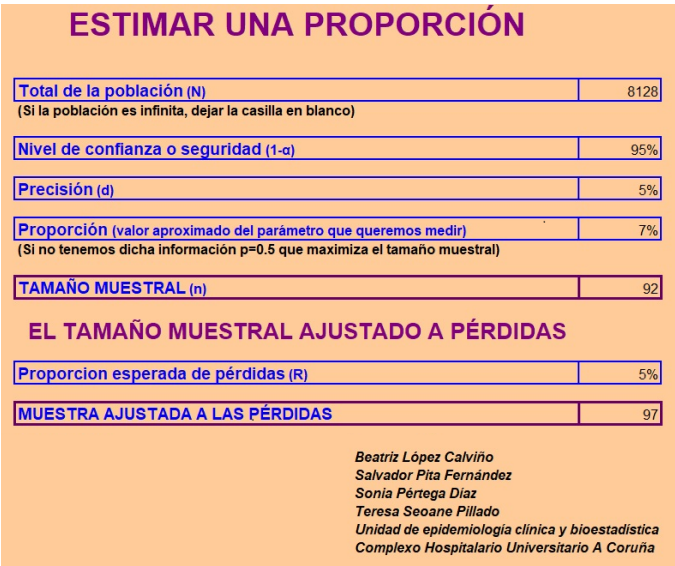 ESTIMAR UNA PROPORCIÓN
Total de la población (N) 8128
(Si la población es infinita, dejar la casilla en blanco)
Nivel de confianza o seguridad (1-α) 95%
Precisión (d) 5%
Proporción (valor aproximado del parámetro que queremos medir) 7%
(Si no tenemos dicha información p=0.5 que maximiza el tamaño muestral)
TAMAÑO MUESTRAL (n) 92
EL TAMAÑO MUESTRAL AJUSTADO A PÉRDIDAS
Proporcion esperada de pérdidas (R) 5%
MUESTRA AJUSTADA A LAS PÉRDIDAS 97
Beatriz López Calviño
Salvador Pita Fernández
Sonia Pértega Díaz
Teresa Seoane Pillado
Unidad de epidemiología clínica y bioestadística
Complexo Hospitalario Universitario A Coruña